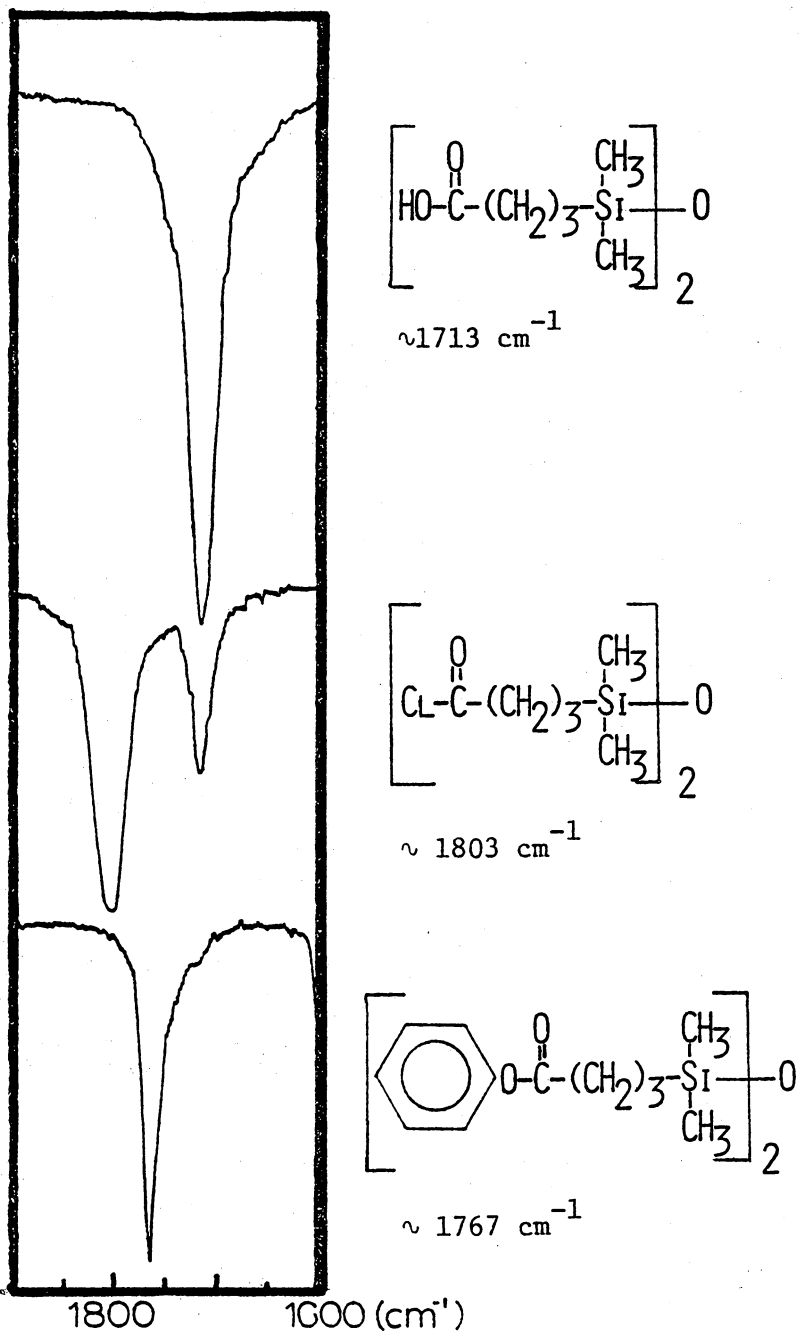 O
CH3
HO-C-(CH2)3-SI-O
CH3
2
~1713 cm-1
O
CH3
CL-C-(CH2)3-SI-O
CH3
2
~ 1803 cm-1
O
CH3
O-C-(CH2)3-SI-O
CH3
2
~ 1767 cm-1
1800 1600 (cm-1)